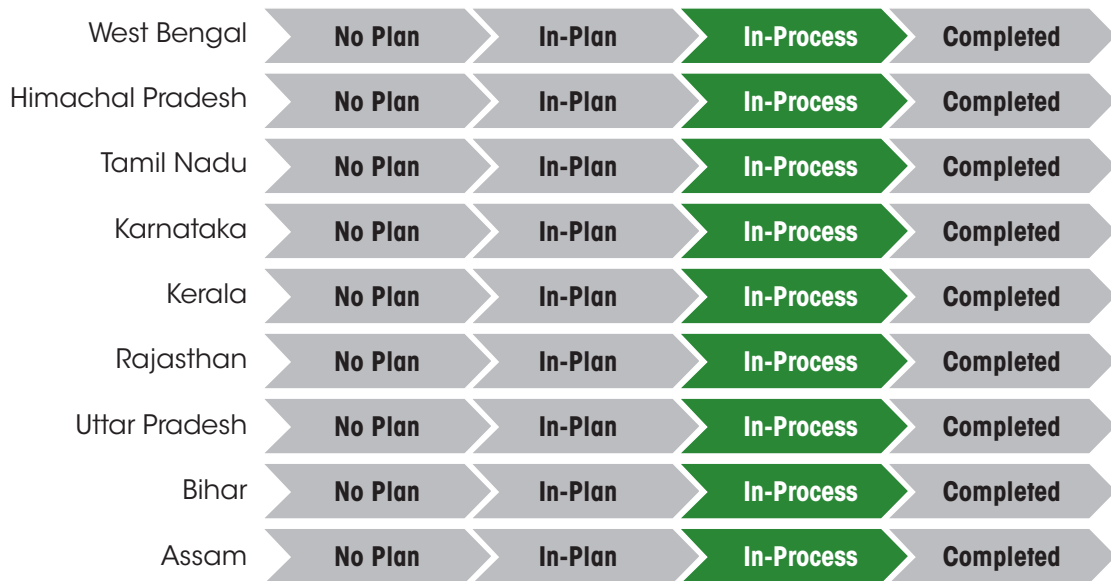 West Bengal No Plan In-Plan In-Process Completed
Himachal Pradesh No Plan In-Plan In-Process Completed
Tamil Nadu No Plan In-Plan In-Process Completed
Karnataka No Plan In-Plan In-Process Completed
Kerala No Plan In-Plan In-Process Completed
Rajasthan No Plan In-Plan In-Process Completed
Uttar Pradesh No Plan In-Plan In-Process Completed
Bihar No Plan In-Plan In-Process Completed
Assam No Plan In-Plan In-Process Completed